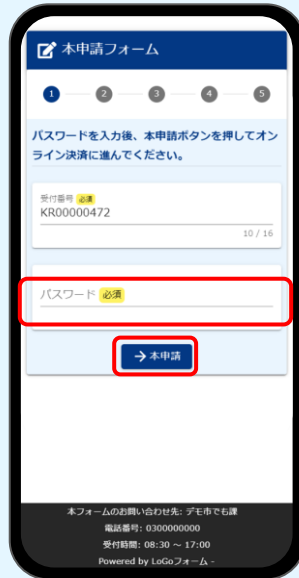 本申請フォーム
1 2 3 4 5
パスワードを入力後、本申請ボタンを押してオン
ライン決済に進んでください。
受付番号 必須
KR00000472
10 / 16
パスワード 必須
→本申請
本フォームのお問い合わせ先: デモ市でも課
電話番号: 0300000000
受付時間: 08:30 ～ 17:00
Powered by LoGoフォーム -